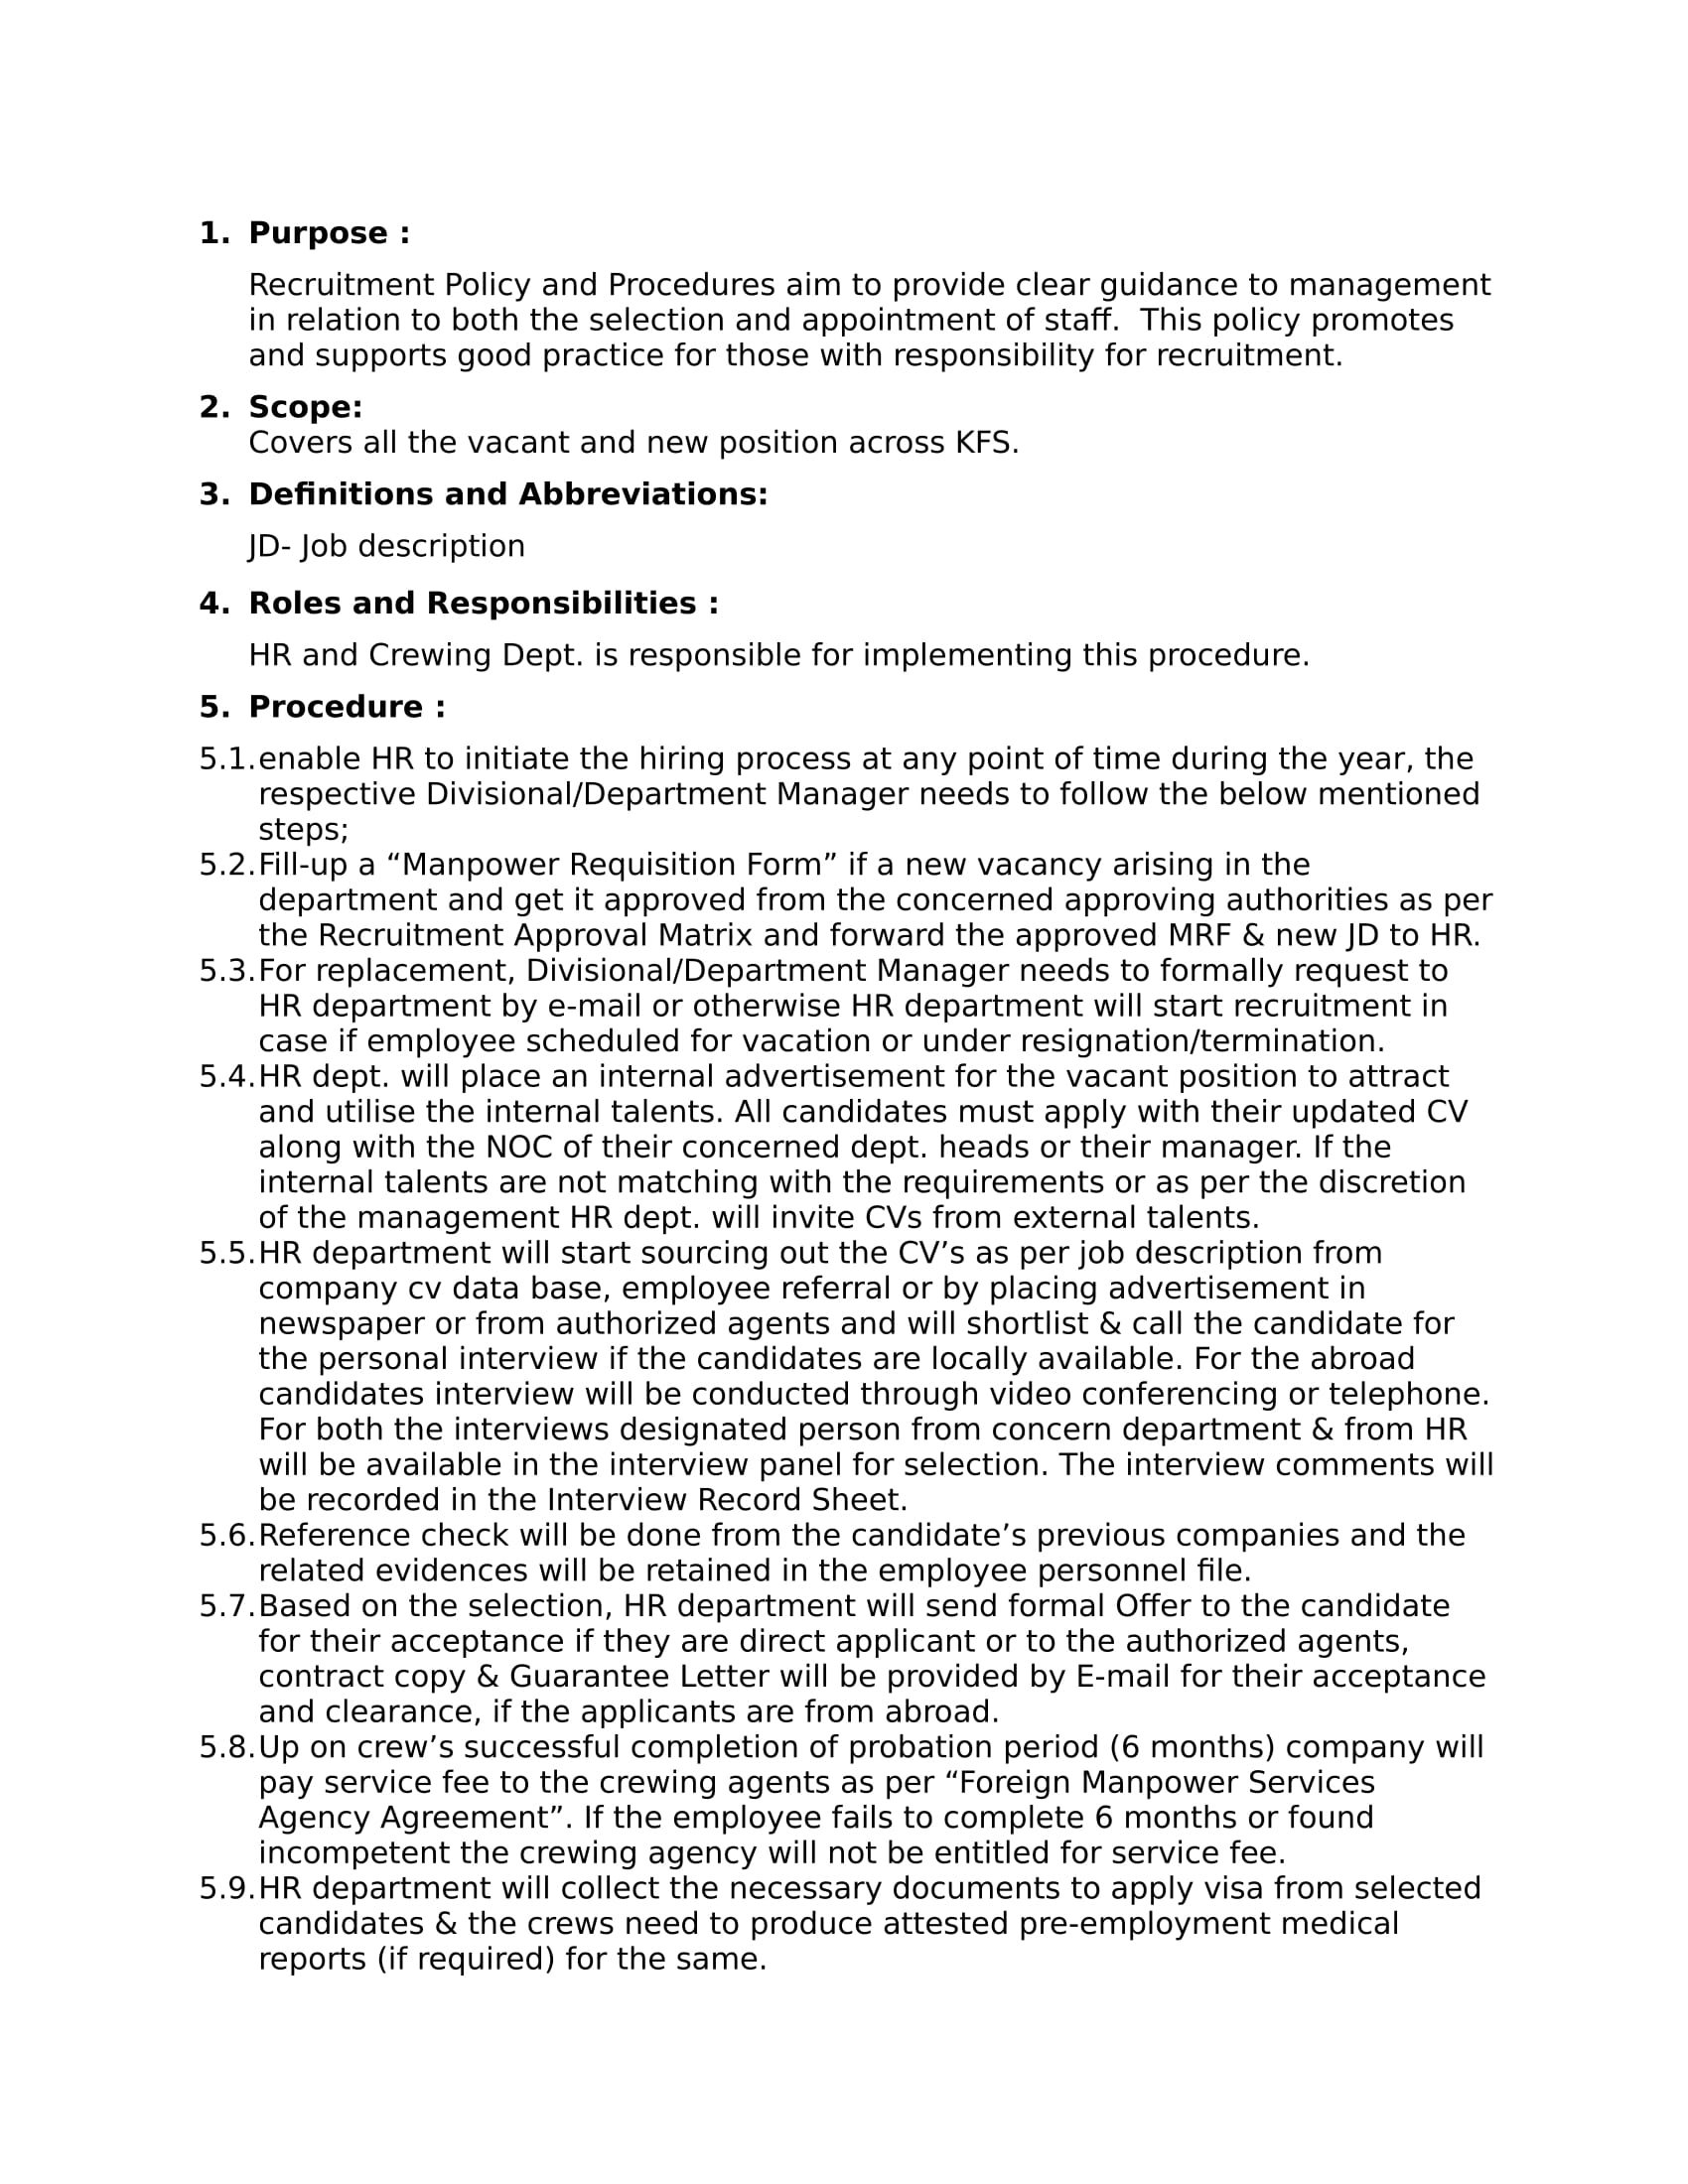 1. Purpose :
Recruitment Policy and Procedures aim to provide clear guidance to management
in relation to both the selection and appointment of staff.  This policy promotes
and supports good practice for those with responsibility for recruitment.
2. Scope:
Covers all the vacant and new position across KFS.
3. Definitions and Abbreviations:
JD- Job description
4. Roles and Responsibilities :
HR and Crewing Dept. is responsible for implementing this procedure.
5. Procedure :
5.1. enable HR to initiate the hiring process at any point of time during the year, the
respective Divisional/Department Manager needs to follow the below mentioned
steps;
5.2. Fill-up a “Manpower Requisition Form” if a new vacancy arising in the
department and get it approved from the concerned approving authorities as per
the Recruitment Approval Matrix and forward the approved MRF & new JD to HR.
5.3. For replacement, Divisional/Department Manager needs to formally request to
HR department by e-mail or otherwise HR department will start recruitment in
case if employee scheduled for vacation or under resignation/termination.
5.4. HR dept. will place an internal advertisement for the vacant position to attract
and utilise the internal talents. All candidates must apply with their updated CV
along with the NOC of their concerned dept. heads or their manager. If the
internal talents are not matching with the requirements or as per the discretion
of the management HR dept. will invite CVs from external talents.
5.5. HR department will start sourcing out the CV’s as per job description from
company cv data base, employee referral or by placing advertisement in
newspaper or from authorized agents and will shortlist & call the candidate for
the personal interview if the candidates are locally available. For the abroad
candidates interview will be conducted through video conferencing or telephone.
For both the interviews designated person from concern department & from HR
will be available in the interview panel for selection. The interview comments will
be recorded in the Interview Record Sheet.
5.6. Reference check will be done from the candidate’s previous companies and the
related evidences will be retained in the employee personnel file.
5.7. Based on the selection, HR department will send formal Offer to the candidate
for their acceptance if they are direct applicant or to the authorized agents,
contract copy & Guarantee Letter will be provided by E-mail for their acceptance
and clearance, if the applicants are from abroad.
5.8. Up on crew’s successful completion of probation period (6 months) company will
pay service fee to the crewing agents as per “Foreign Manpower Services
Agency Agreement”. If the employee fails to complete 6 months or found
incompetent the crewing agency will not be entitled for service fee.
5.9. HR department will collect the necessary documents to apply visa from selected
candidates & the crews need to produce attested pre-employment medical
reports (if required) for the same.